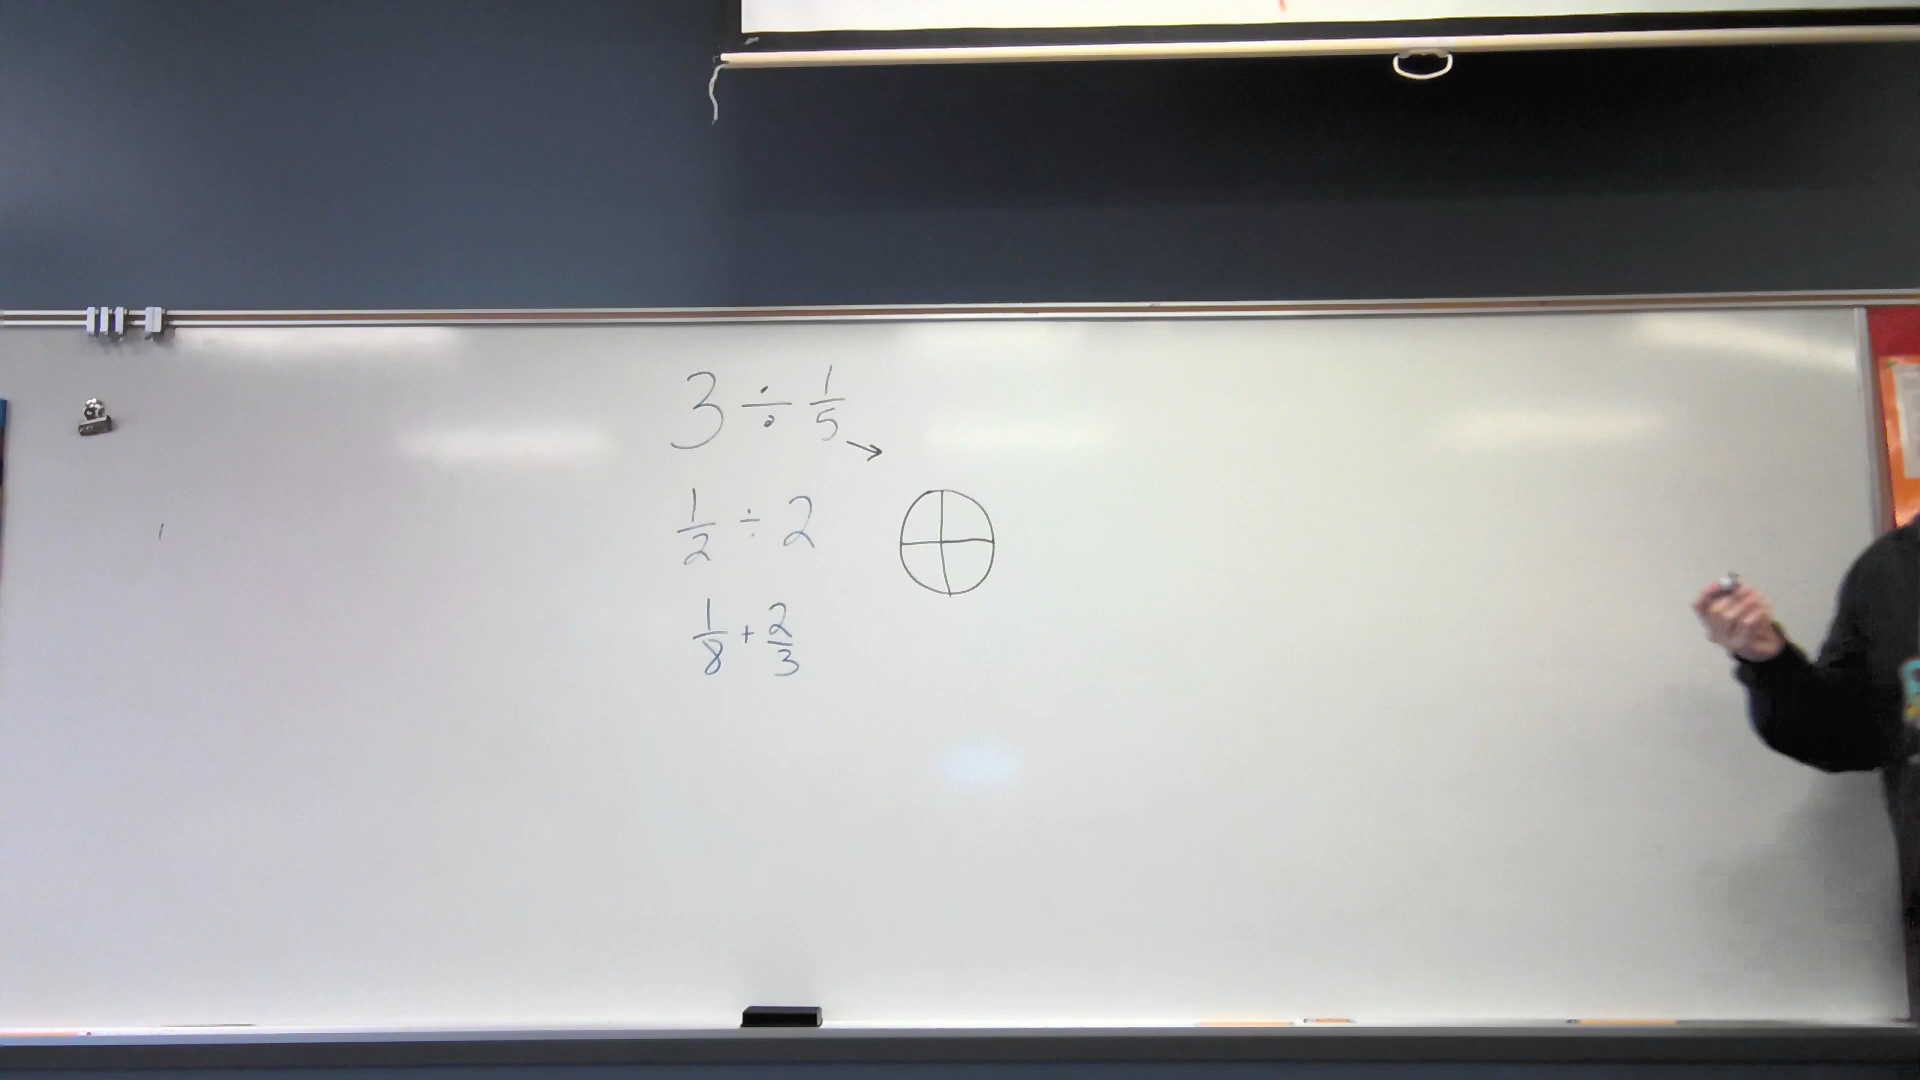 3 ÷ 1/5 →
1/2 ÷ 2
1/8 + 2/3